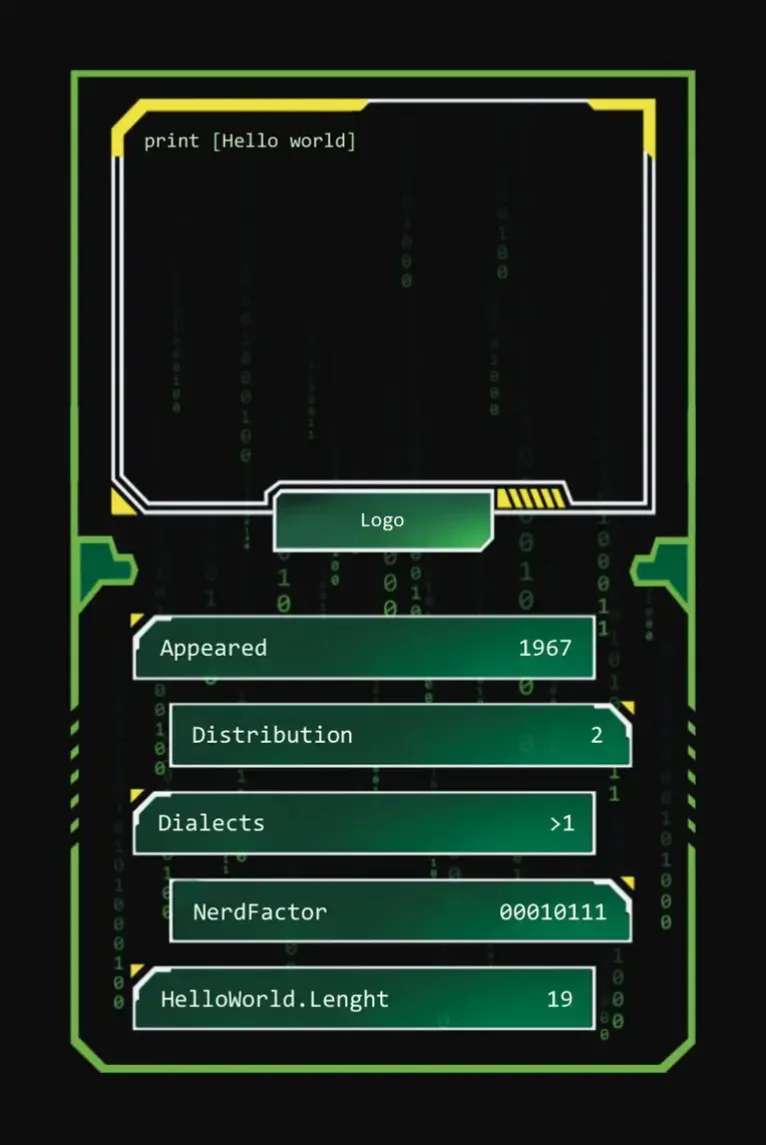 print [Hello world]
Logo
Appeared 1967
Distribution 2
Dialects >1
NerdFactor 00010111
HelloWorld.Lenght 19